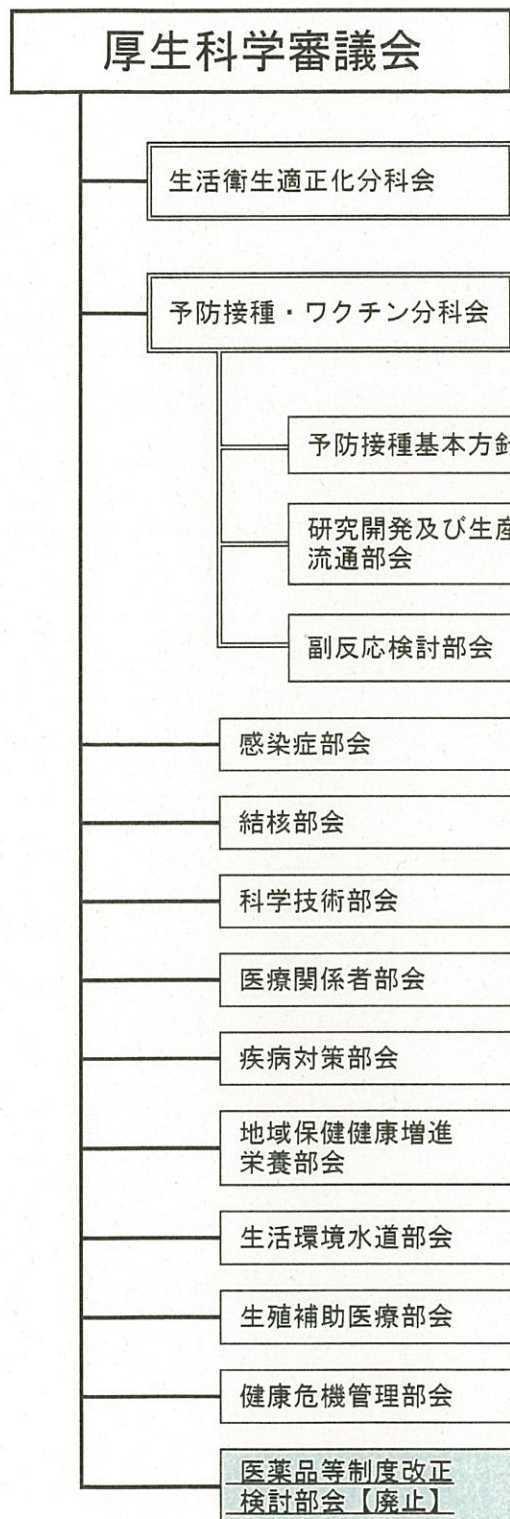 厚生科学審議会
生活衛生適正化分科会
予防接種・ワクチン分科会
予防接種基本方針
研究開発及び生産
流通部会
副反応検討部会
感染症部会
結核部会
科学技術部会
医療関係者部会
疾病対策部会
地域保健健康増進
栄養部会
生活環境水道部会
生殖補助医療部会
健康危機管理部会
医薬品等制度改正
検討部会【廃止】